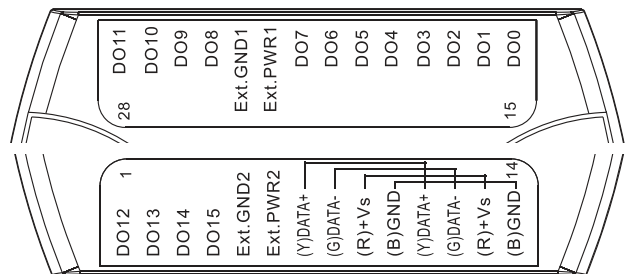 DO11
DO10
DO9
DO8
Ext.GND1
Ext.PWR1
DO7
DO6
DO5
DO4
DO3
DO2
DO1
DO0
28
15
1
14
DO12
DO13
DO14
DO15
Ext.GND2
Ext.PWR2
(Y)DATA+
(G)DATA-
(R)+Vs
(B)GND
(Y)DATA+
(G)DATA-
(R)+Vs
(B)GND